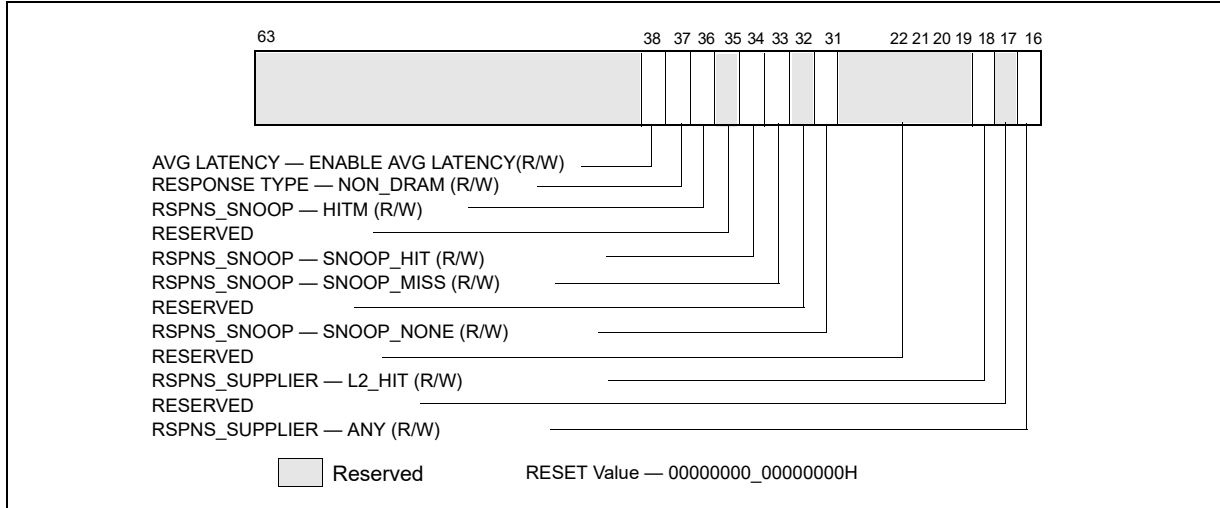 63 38 37 36 35 34 33 32 31 22 21 20 19 18 17 16
AVG LATENCY — ENABLE AVG LATENCY(R/W)
RESPONSE TYPE — NON_DRAM (R/W)
RSPNS_SNOOP — HITM (R/W)
RESERVED
RSPNS_SNOOP — SNOOP_HIT (R/W)
RSPNS_SNOOP — SNOOP_MISS (R/W)
RESERVED
RSPNS_SNOOP — SNOOP_NONE (R/W)
RESERVED
RSPNS_SUPPLIER — L2_HIT (R/W)
RESERVED
RSPNS_SUPPLIER — ANY (R/W)
Reserved RESET Value — 00000000_00000000H